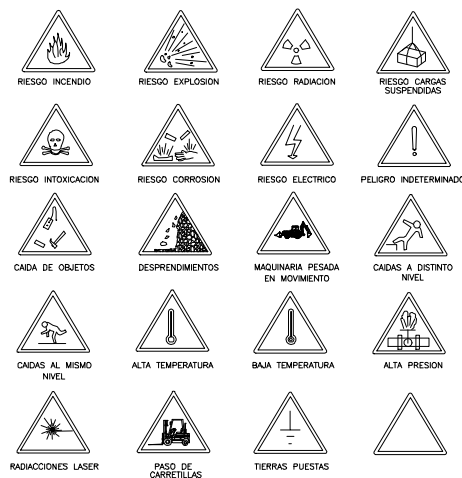 RIESGO INCENDIO
RIESGO EXPLOSION
RIESGO RADIACION
RIESGO CARGAS
SUSPENDIDAS
RIESGO INTOXICACION
RIESGO CORROSION
RIESGO ELECTRICO
PELIGRO INDETERMINADO
CAIDA DE OBJETOS
DESPRENDIMIENTOS
MAQUINARIA PESADA
EN MOVIMIENTO
CAIDAS A DISTINTO
NIVEL
CAIDAS AL MISMO
NIVEL
ALTA TEMPERATURA
BAJA TEMPERATURA
ALTA PRESION
RADIACCIONES LASER
PASO DE
CARRETILLAS
TIERRAS PUESTAS